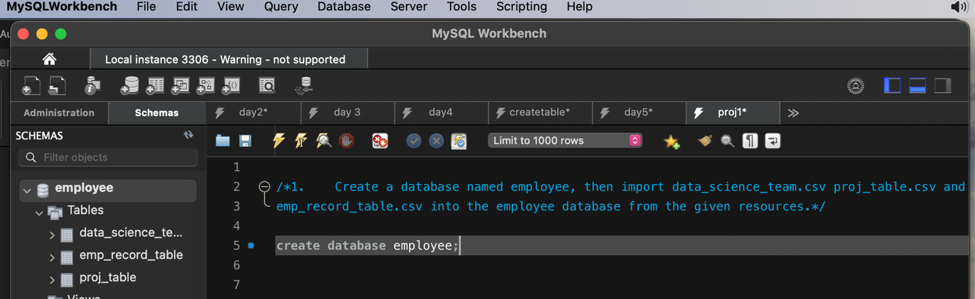 MySQLWorkbench File Edit View Query Database Server Tools Scripting Help
MySQL Workbench
Local instance 3306 - Warning - not supported
Administration Schemas day2* day 3 day4 createtable* day5* proj1*
SCHEMAS
Limit to 1000 rows
Filter objects
employee
Tables
data_science_te...
emp_record_table
proj_table
Views
1
2 /*1. Create a database named employee, then import data_science_team.csv proj_table.csv and
3 emp_record_table.csv into the employee database from the given resources.*/
4
5 create database employee;
6
7